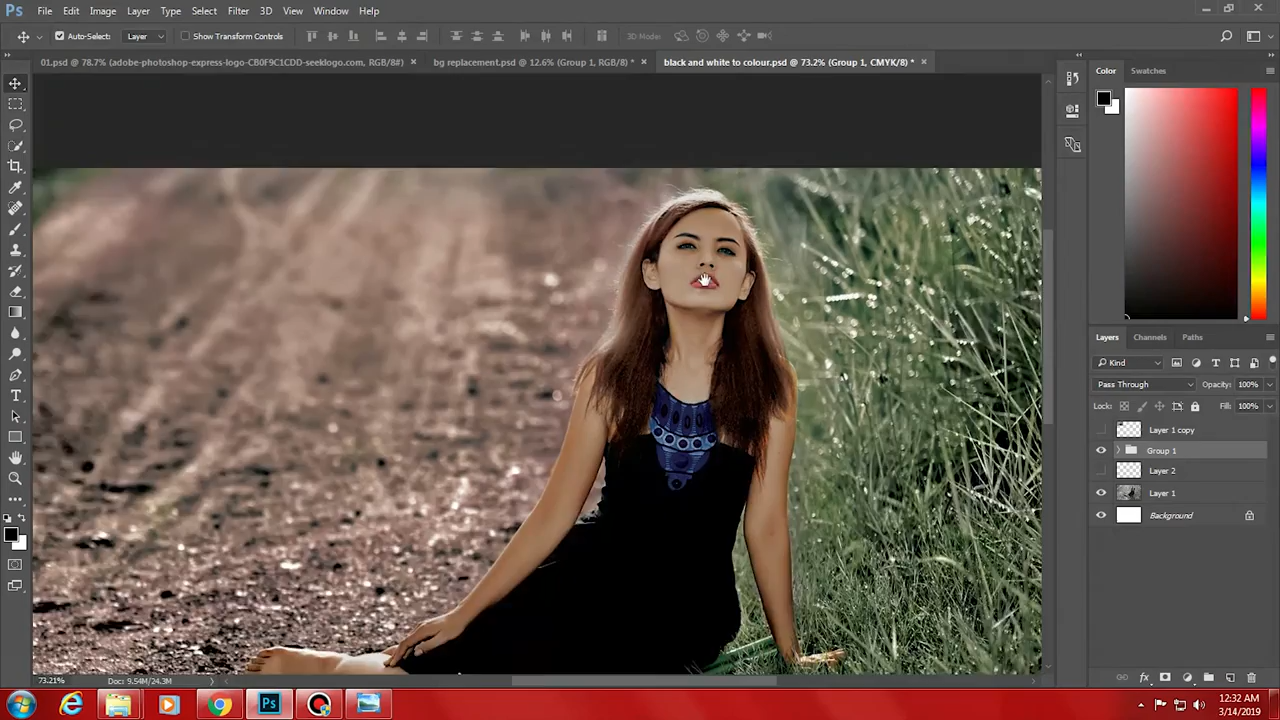 Ps File Edit Image Layer Type Select Filter 3D View Window Help
Auto-Select: Layer Show Transform Controls 3D Mode:
01.psd @ 78.7% (adobe-photoshop-express-logo-CB0F9C1CDD-seeklogo.com, RGB/8#) × bg replacement.psd @ 12.6% (Group 1, RGB/8) * × black and white to colour.psd @ 73.2% (Group 1, CMYK/8) * ×
Color Swatches
Layers Channels Paths
Kind
Pass Through Opacity: 100%
Lock: Fill: 100%
Layer 1 copy
Group 1
Layer 2
Layer 1
Background
73.21% Doc: 9.54M/24.3M
fx
Ps
12:32 AM
3/14/2019